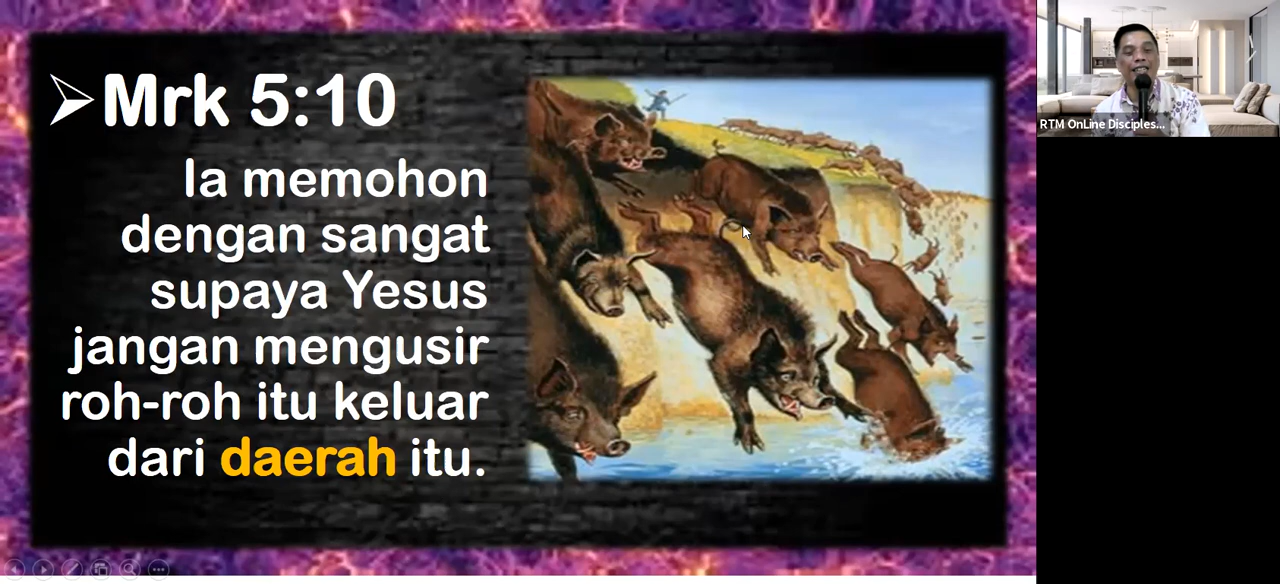 Mrk 5:10
Ia memohon
dengan sangat
supaya Yesus
jangan mengusir
roh-roh itu keluar
dari daerah itu.
RTM OnLine Disciples...